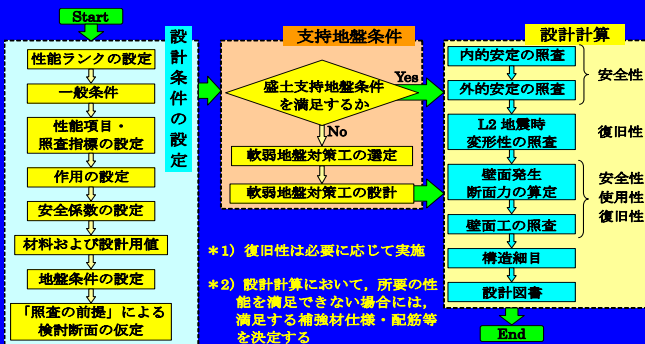 Start
設計条件の設定
性能ランクの設定
一般条件
性能項目・
照査指標の設定
作用の設定
安全係数の設定
材料および設計用値
地盤条件の設定
「照査の前提」による
検討断面の仮定
支持地盤条件
盛土支持地盤条件
を満足するか
Yes
No
軟弱地盤対策工の選定
軟弱地盤対策工の設計
設計計算
内的安定の照査
外的安定の照査
安全性
L2 地震時
変形性の照査
復旧性
壁面発生
断面力の算定
壁面工の照査
安全性
使用性
復旧性
構造細目
設計図書
End
＊1）復旧性は必要に応じて実施
＊2）設計計算において，所要の性
能を満足できない場合には，
満足する補強材仕様・配筋等
を決定する